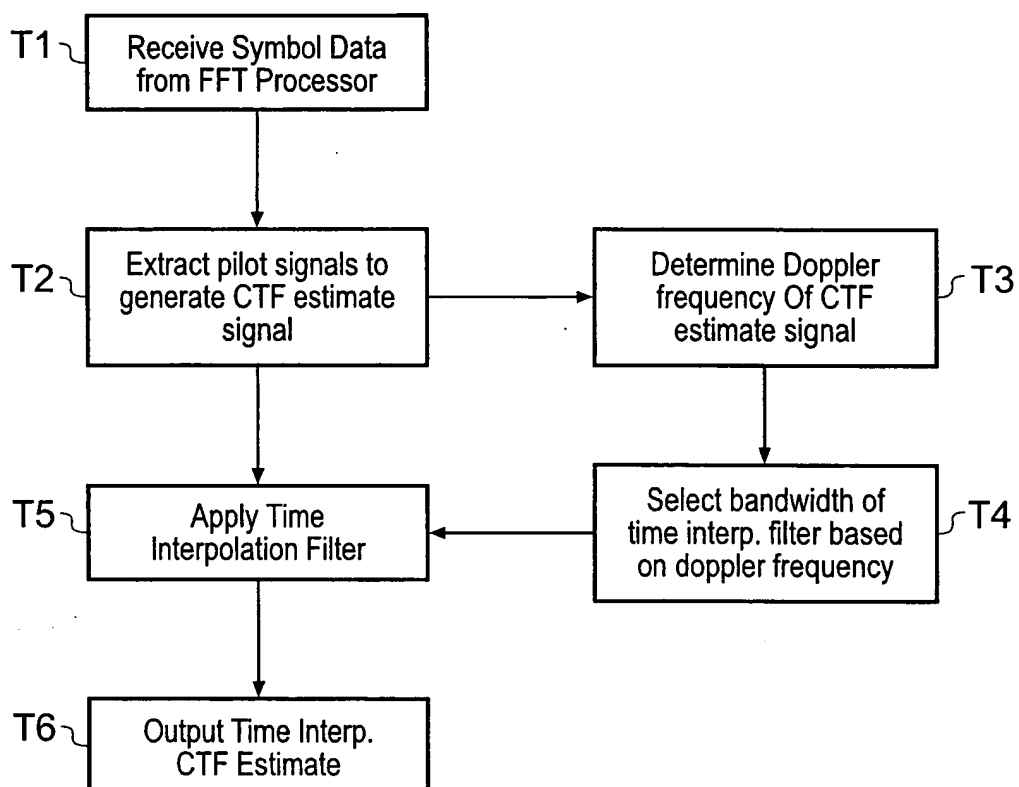 T1
Receive Symbol Data
from FFT Processor
T2
Extract pilot signals to
generate CTF estimate
signal
Determine Doppler
frequency Of CTF
estimate signal
T3
T5
Apply Time
Interpolation Filter
Select bandwidth of
time interp. filter based
on doppler frequency
T4
T6
Output Time Interp.
CTF Estimate